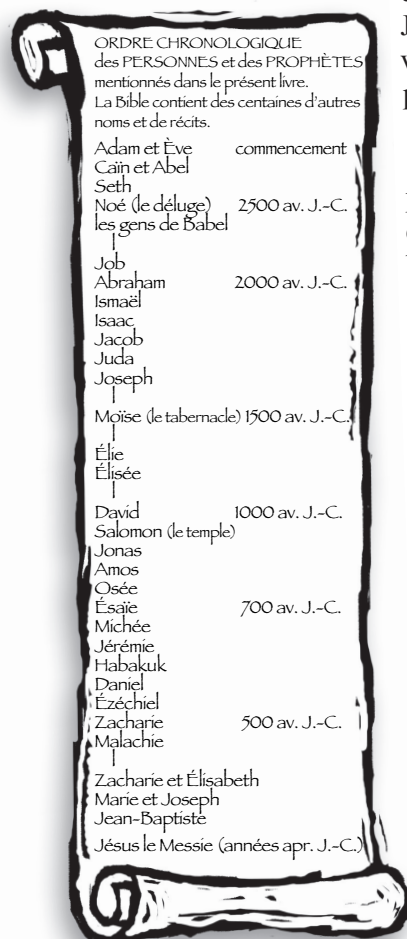 ORDRE CHRONOLOGIQUE
des PERSONNES et des PROPHÈTES
mentionnés dans le présent livre.
La Bible contient des centaines d'autres
noms et de récits.
Adam et Ève commencement
Caïn et Abel
Seth
Noé (le déluge) 2500 av. J.-C.
les gens de Babel
Job
Abraham 2000 av. J.-C.
Ismaël
Isaac
Jacob
Juda
Joseph
Moïse (le tabernacle) 1500 av. J.-C.
Élie
Élisée
David 1000 av. J.-C.
Salomon (le temple)
Jonas
Amos
Osée
Ésaïe 700 av. J.-C.
Michée
Jérémie
Habakuk
Daniel
Ézéchiel
Zacharie 500 av. J.-C.
Malachie
Zacharie et Élisabeth
Marie et Joseph
Jean-Baptiste
Jésus le Messie (années apr. J.-C.)